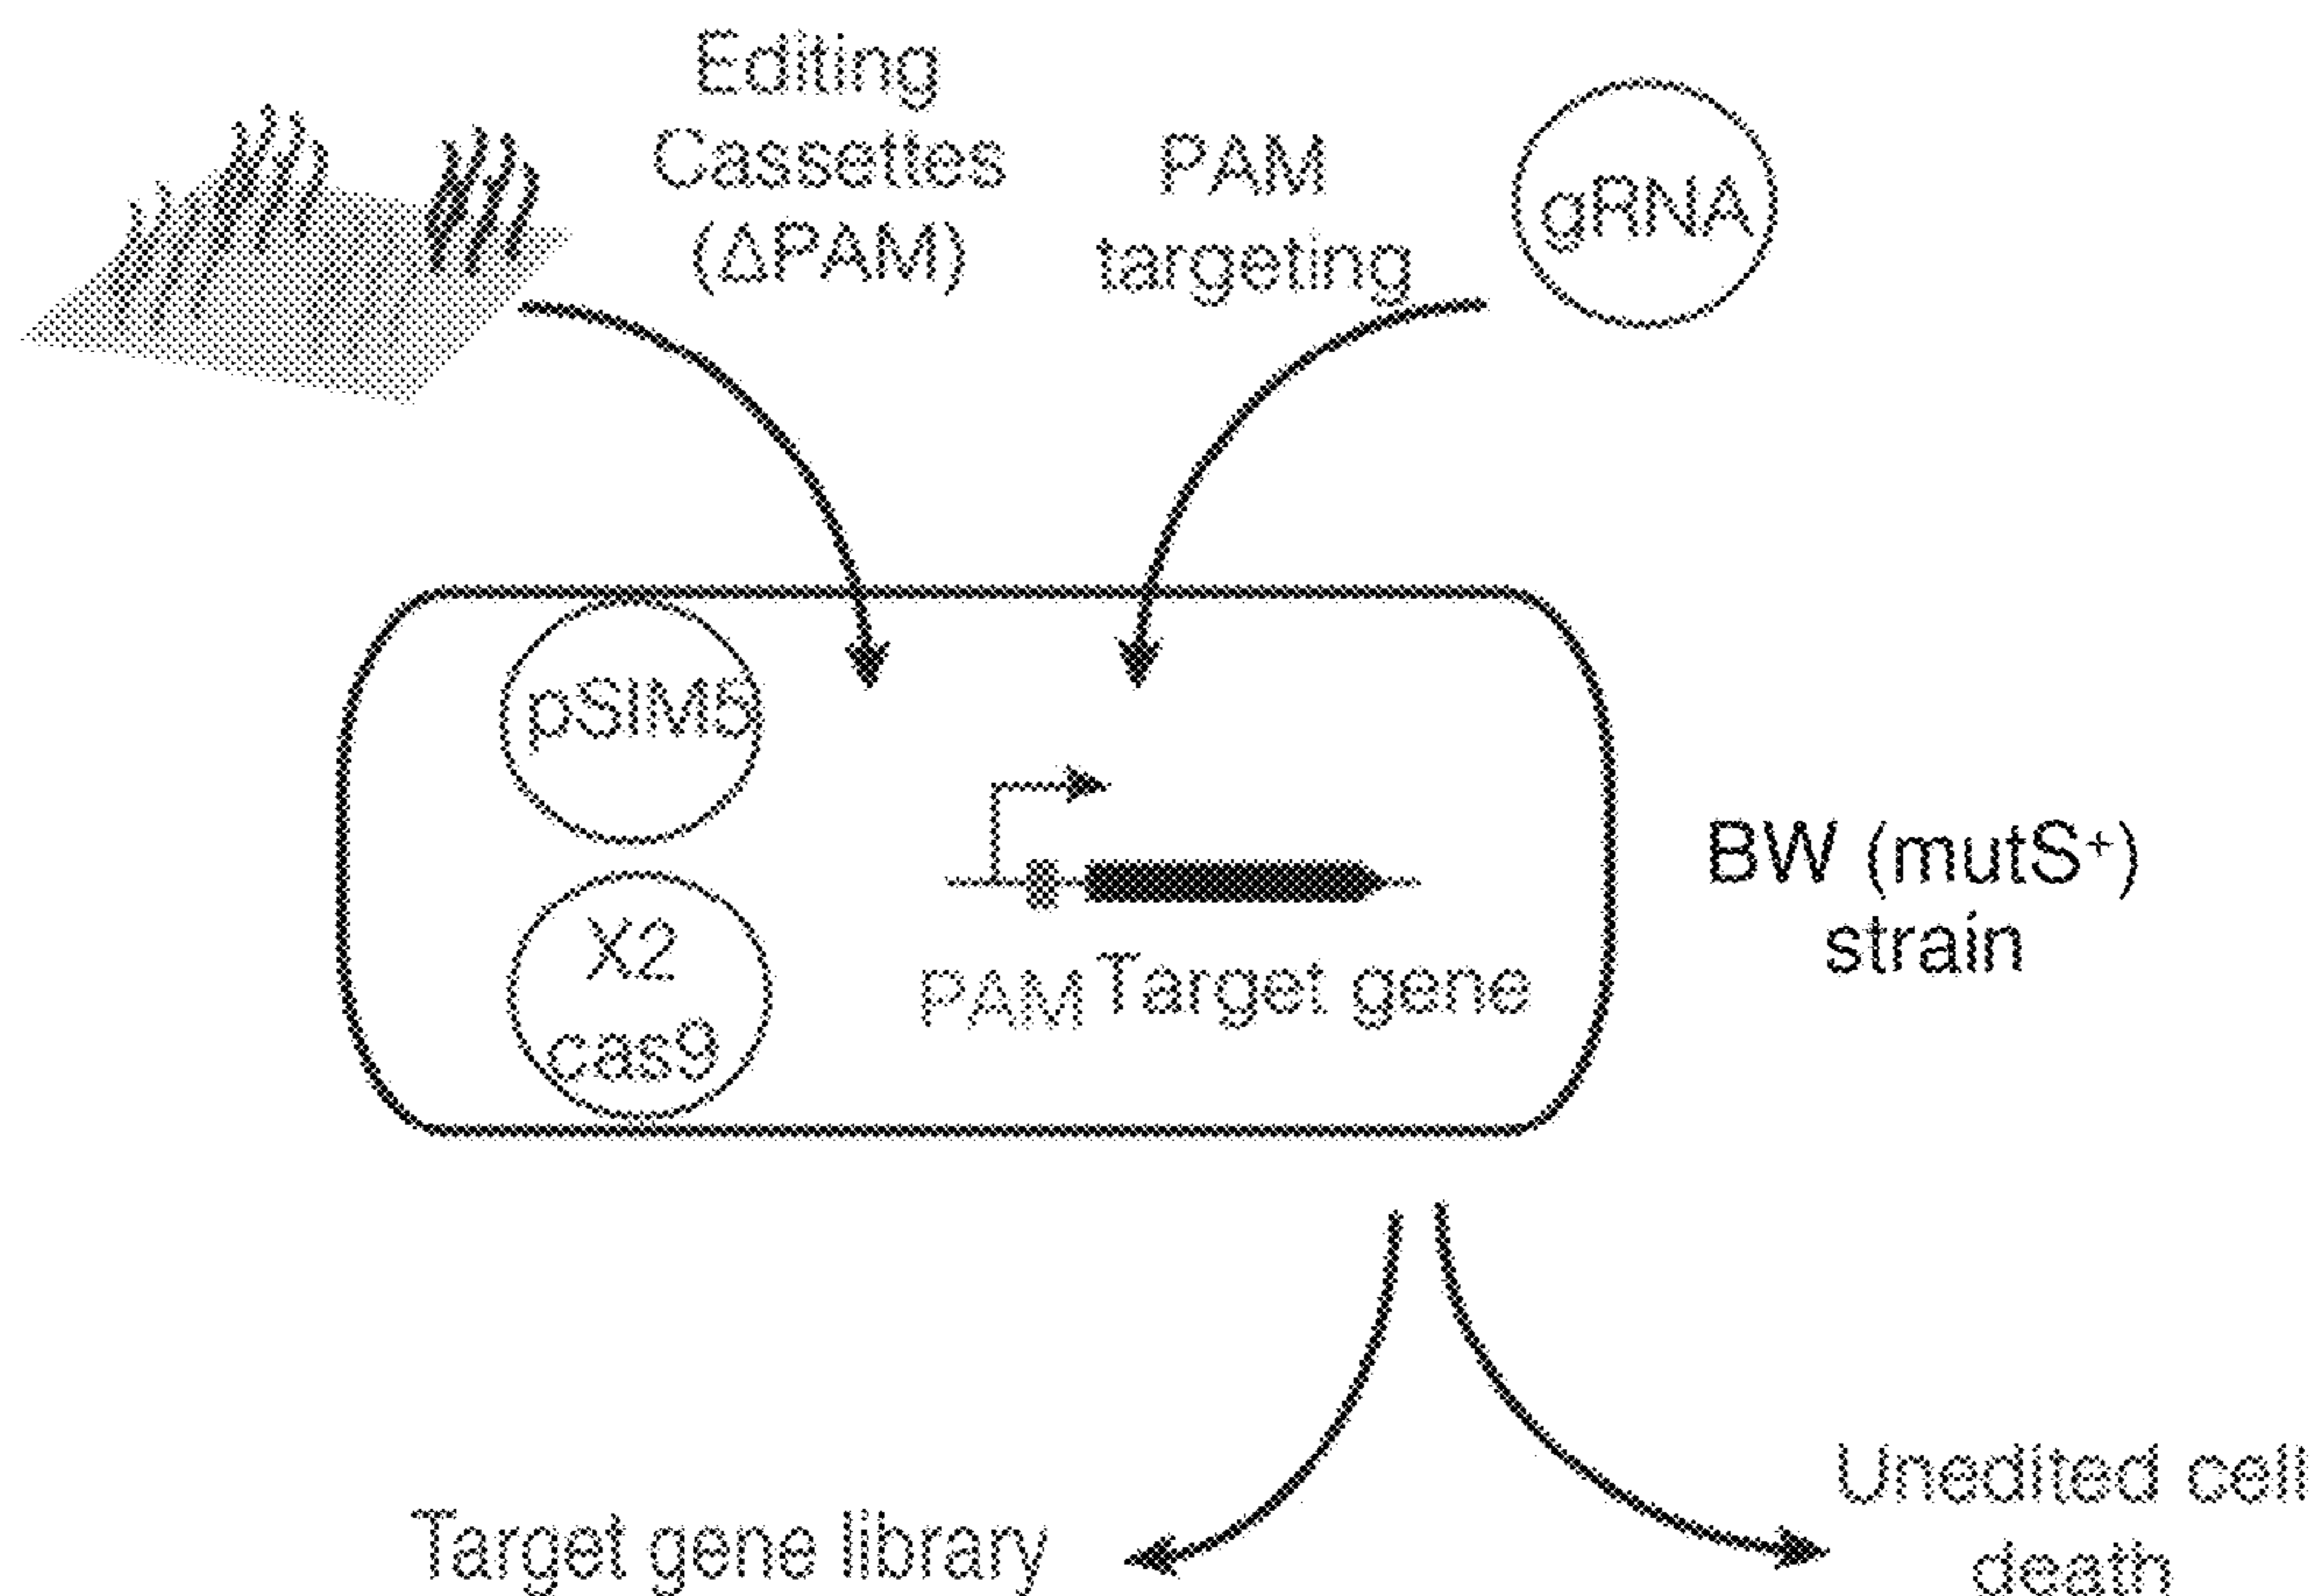 Editing
Cassettes
(ΔPAM)
PAM
targeting
gRNA
pSIM5
X2
cas9
PAM
Target gene
BW (mutS⁺)
strain
Target gene library
Unedited cell
death